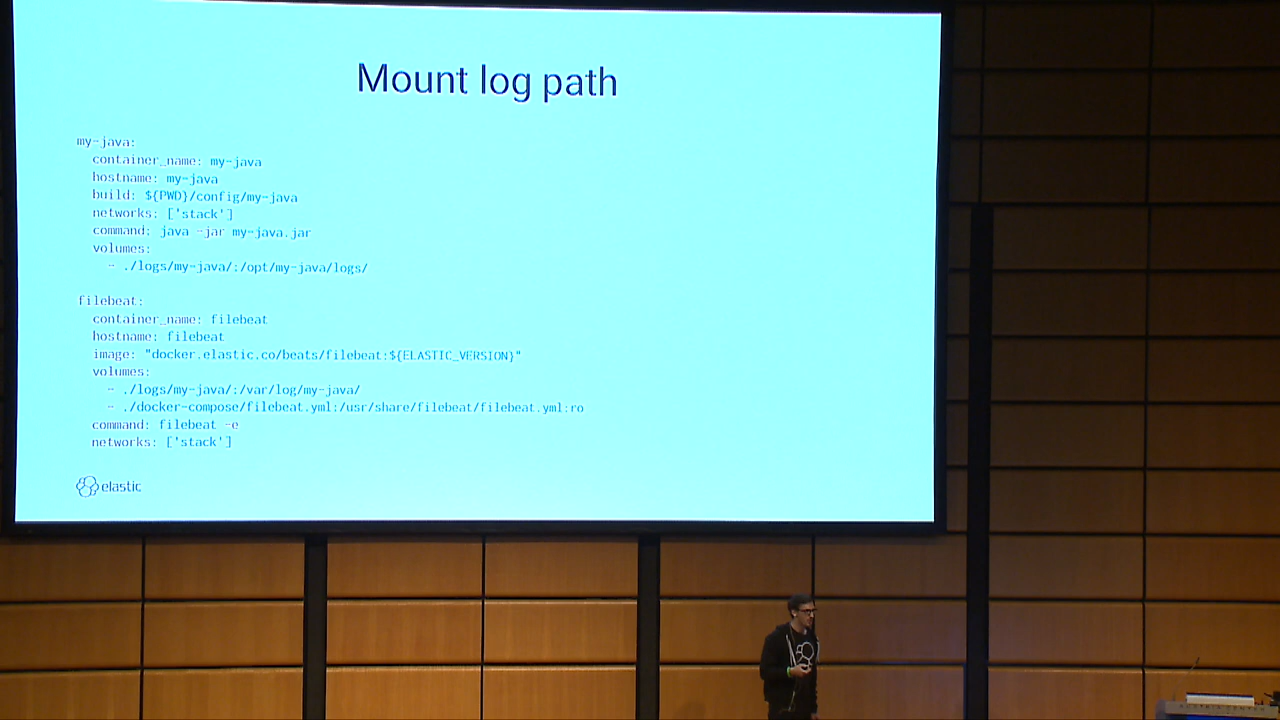 Mount log path
my-java:
container_name: my-java
hostname: my-java
build: ${PWD}/config/my-java
networks: ['stack']
command: java -jar my-java.jar
volumes:
- ./logs/my-java/:/opt/my-java/logs/
filebeat:
container_name: filebeat
hostname: filebeat
image: "docker.elastic.co/beats/filebeat:${ELASTIC_VERSION}"
volumes:
- ./logs/my-java/:/var/log/my-java/
- ./docker-compose/filebeat.yml:/usr/share/filebeat/filebeat.yml:ro
command: filebeat -e
networks: ['stack']
elastic